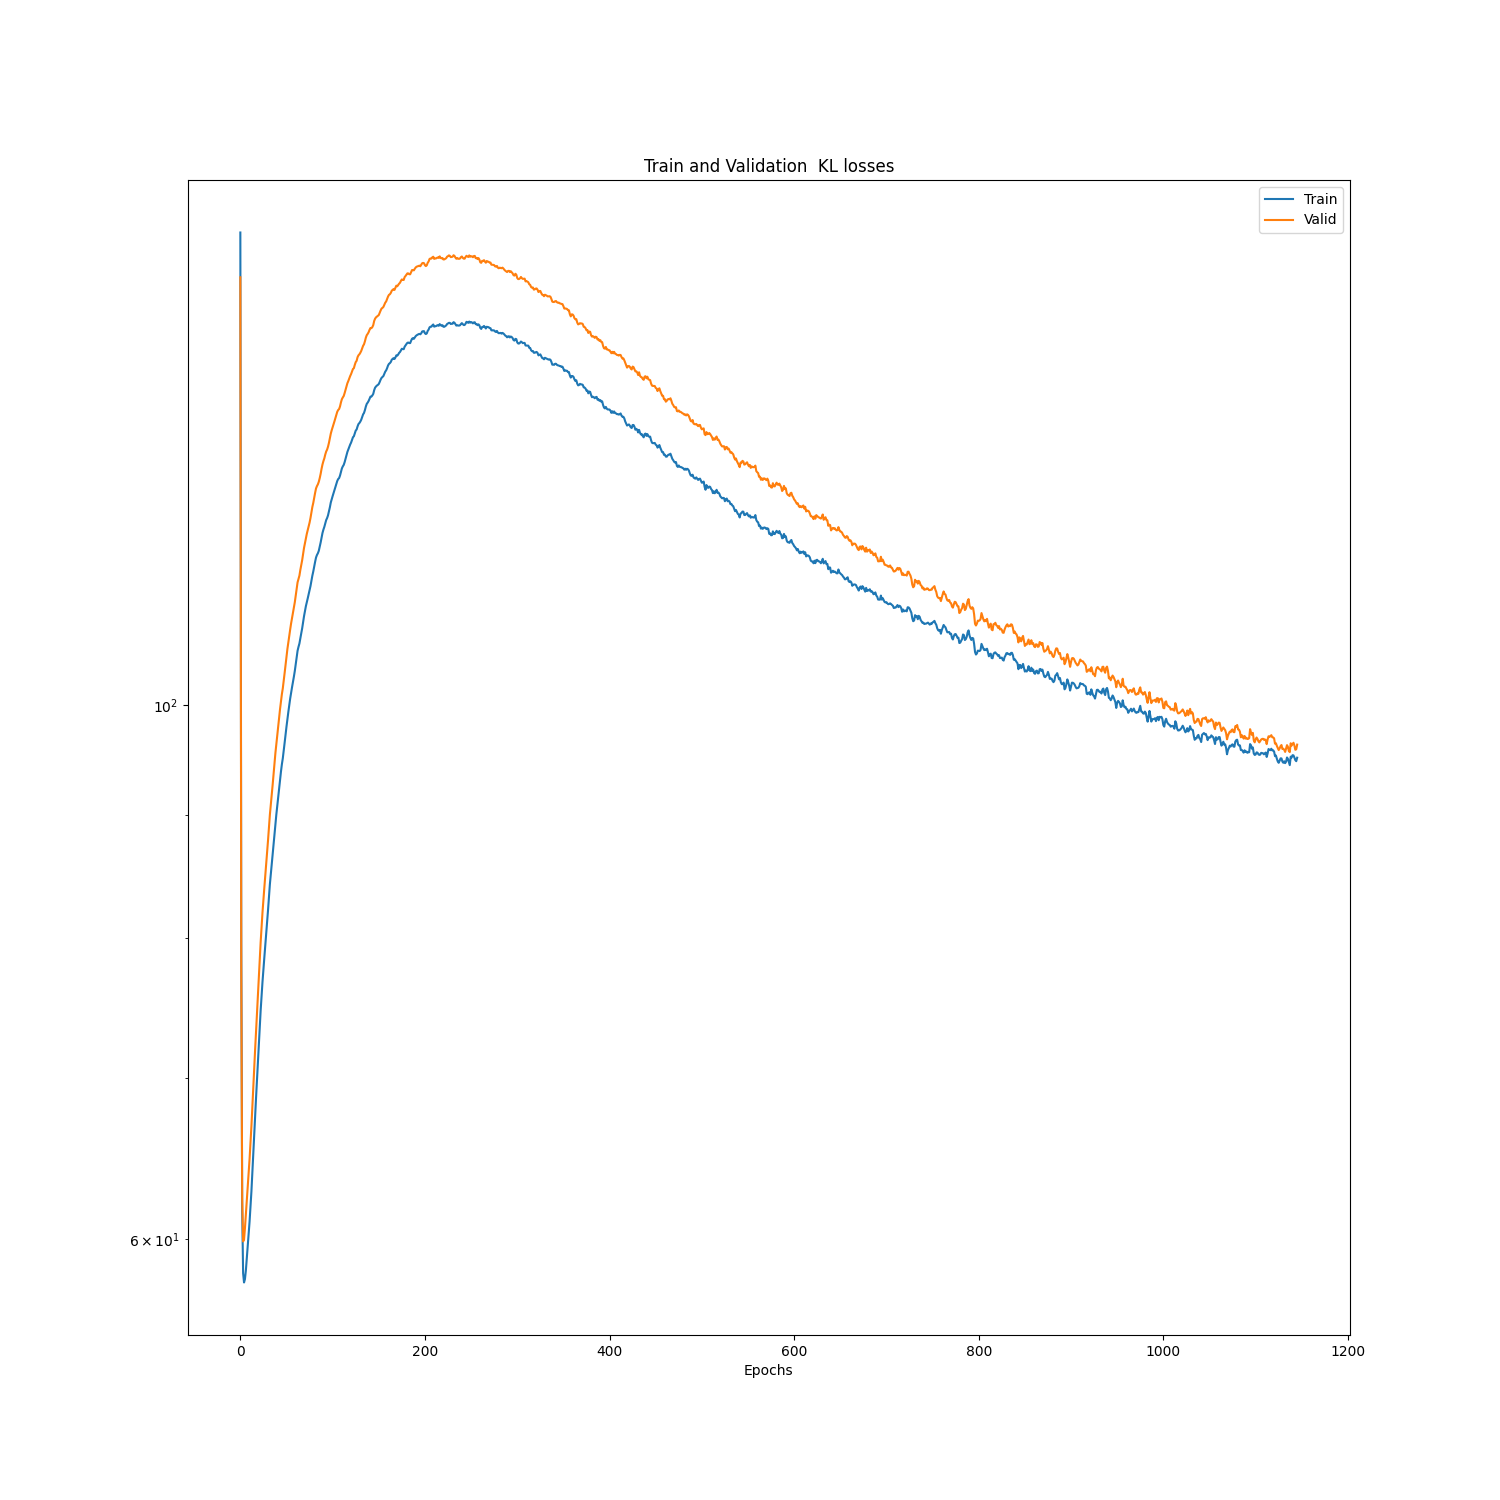 Train and Validation  KL losses
Train
Valid
10²
6 × 10¹
0 200 400 600 800 1000 1200
Epochs